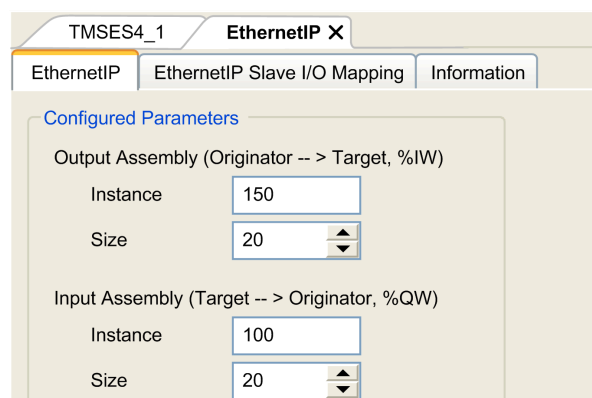 TMSES4_1 EthernetIP X
EthernetIP EthernetIP Slave I/O Mapping Information
Configured Parameters
Output Assembly (Originator -- > Target, %IW)
Instance 150
Size 20
Input Assembly (Target -- > Originator, %QW)
Instance 100
Size 20